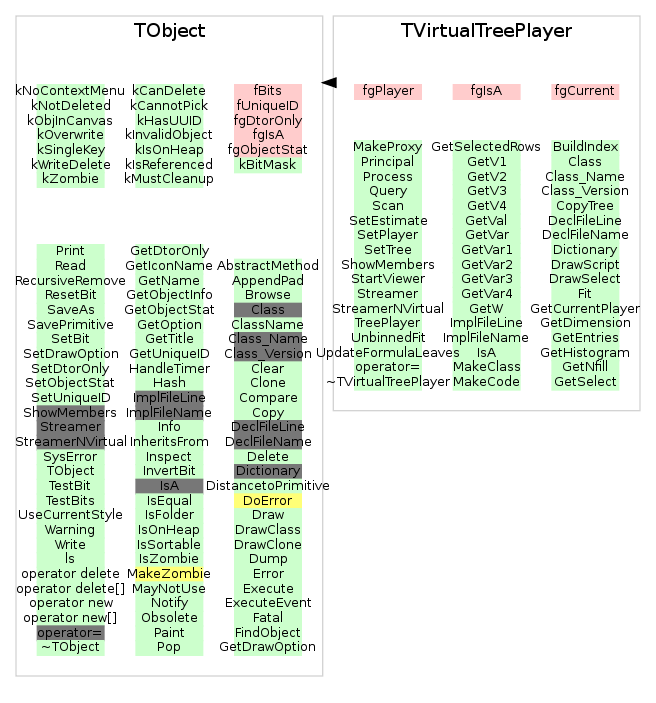 TObject
kNoContextMenu kCanDelete fBits
kNotDeleted kCannotPick fUniqueID
kObjInCanvas kHasUUID fgDtorOnly
kOverwrite kInvalidObject fgIsA
kSingleKey kIsOnHeap fgObjectStat
kWriteDelete kIsReferenced kBitMask
kZombie kMustCleanup
Print GetDtorOnly
Read GetIconName AbstractMethod
RecursiveRemove GetName AppendPad
ResetBit GetObjectInfo Browse
SaveAs GetObjectStat Class
SavePrimitive GetOption ClassName
SetBit GetTitle Class_Name
SetDrawOption GetUniqueID Class_Version
SetDtorOnly HandleTimer Clear
SetObjectStat Hash Clone
SetUniqueID ImplFileLine Compare
ShowMembers ImplFileName Copy
Streamer Info DeclFileLine
StreamerNVirtual InheritsFrom DeclFileName
SysError Inspect Delete
TObject InvertBit Dictionary
TestBit IsA DistancetoPrimitive
TestBits IsEqual DoError
UseCurrentStyle IsFolder Draw
Warning IsOnHeap DrawClass
Write IsSortable DrawClone
ls IsZombie Dump
operator delete MakeZombie Error
operator delete[] MayNotUse Execute
operator new Notify ExecuteEvent
operator new[] Obsolete Fatal
operator= Paint FindObject
~TObject Pop GetDrawOption
TVirtualTreePlayer
fgPlayer fgIsA fgCurrent
MakeProxy GetSelectedRows BuildIndex
Principal GetV1 Class
Process GetV2 Class_Name
Query GetV3 Class_Version
Scan GetV4 CopyTree
SetEstimate GetVal DeclFileLine
SetPlayer GetVar DeclFileName
SetTree GetVar1 Dictionary
ShowMembers GetVar2 DrawScript
StartViewer GetVar3 DrawSelect
Streamer GetVar4 Fit
StreamerNVirtual GetW GetCurrentPlayer
TreePlayer ImplFileLine GetDimension
UnbinnedFit ImplFileName GetEntries
UpdateFormulaLeaves IsA GetHistogram
operator= MakeClass GetNfill
~TVirtualTreePlayer MakeCode GetSelect